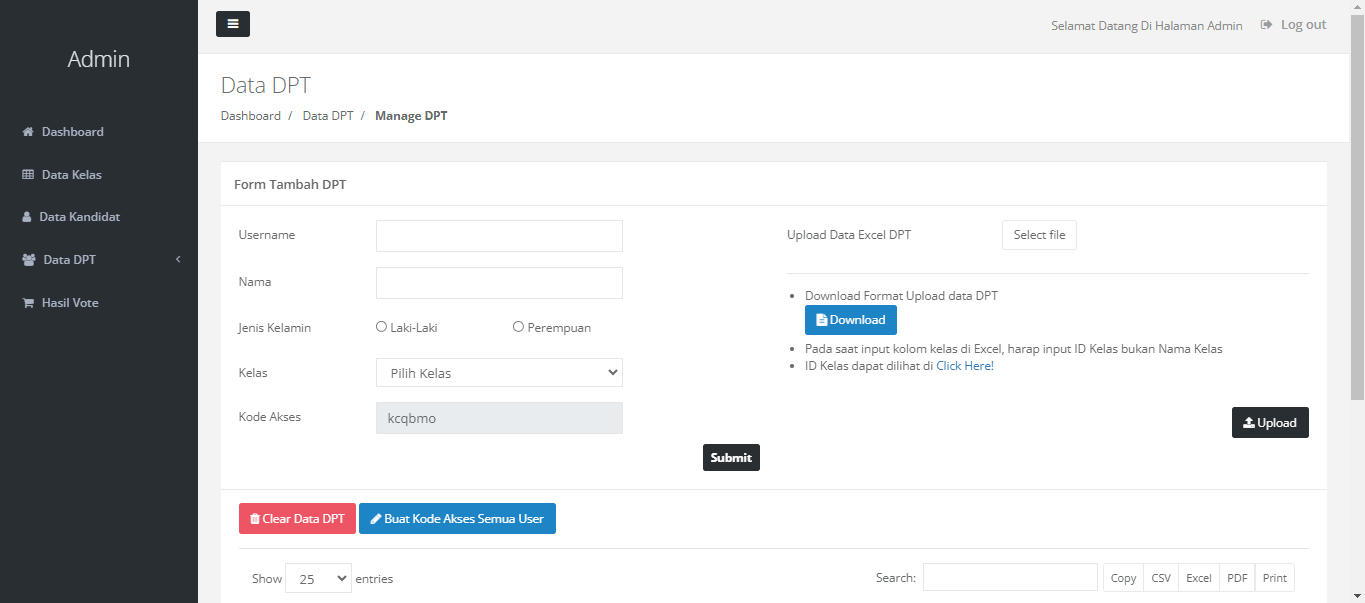 Admin
Dashboard
Data Kelas
Data Kandidat
Data DPT
Hasil Vote
Selamat Datang Di Halaman Admin Log out
Data DPT
Dashboard / Data DPT / Manage DPT
Form Tambah DPT
Username
Nama
Jenis Kelamin Laki-Laki Perempuan
Kelas Pilih Kelas
Kode Akses kcqbmo
Submit
Upload Data Excel DPT Select file
• Download Format Upload data DPT
Download
• Pada saat input kolom kelas di Excel, harap input ID Kelas bukan Nama Kelas
• ID Kelas dapat dilihat di Click Here!
Upload
Clear Data DPT Buat Kode Akses Semua User
Show 25 entries Search: Copy CSV Excel PDF Print